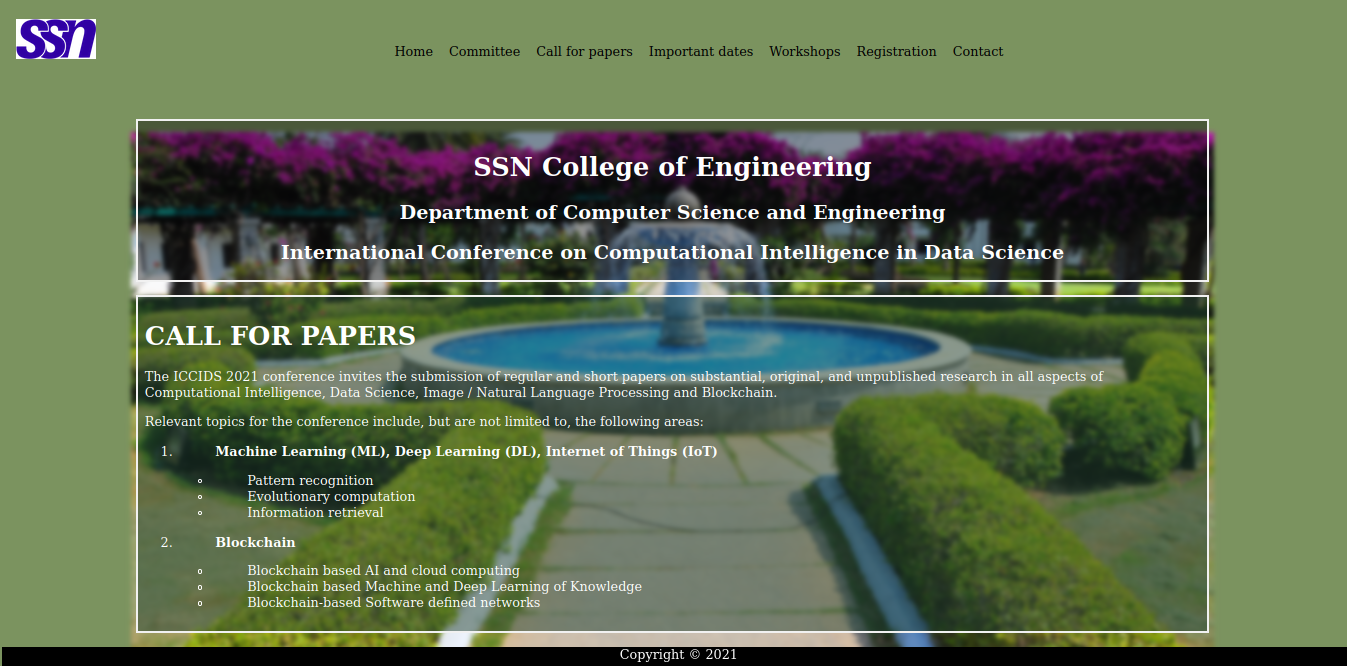 ssn
Home Committee Call for papers Important dates Workshops Registration Contact
SSN College of Engineering
Department of Computer Science and Engineering
International Conference on Computational Intelligence in Data Science
CALL FOR PAPERS
The ICCIDS 2021 conference invites the submission of regular and short papers on substantial, original, and unpublished research in all aspects of
Computational Intelligence, Data Science, Image / Natural Language Processing and Blockchain.
Relevant topics for the conference include, but are not limited to, the following areas:
1. Machine Learning (ML), Deep Learning (DL), Internet of Things (IoT)
Pattern recognition
Evolutionary computation
Information retrieval
2. Blockchain
Blockchain based AI and cloud computing
Blockchain based Machine and Deep Learning of Knowledge
Blockchain-based Software defined networks
Copyright © 2021